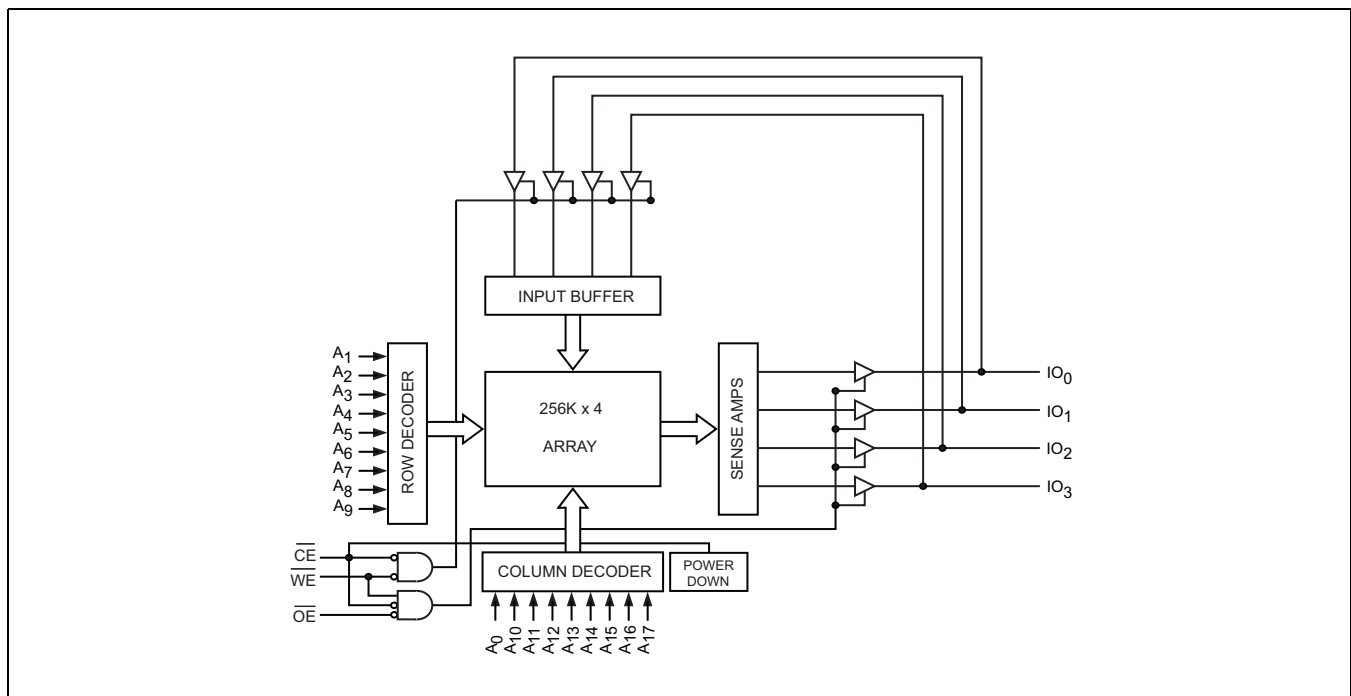 INPUT BUFFER
A1
A2
A3
A4
A5
A6
A7
A8
A9
ROW DECODER
256K x 4
ARRAY
SENSE AMPS
IO0
IO1
IO2
IO3
CE
WE
OE
COLUMN DECODER
POWER
DOWN
A0
A10
A11
A12
A13
A14
A15
A16
A17